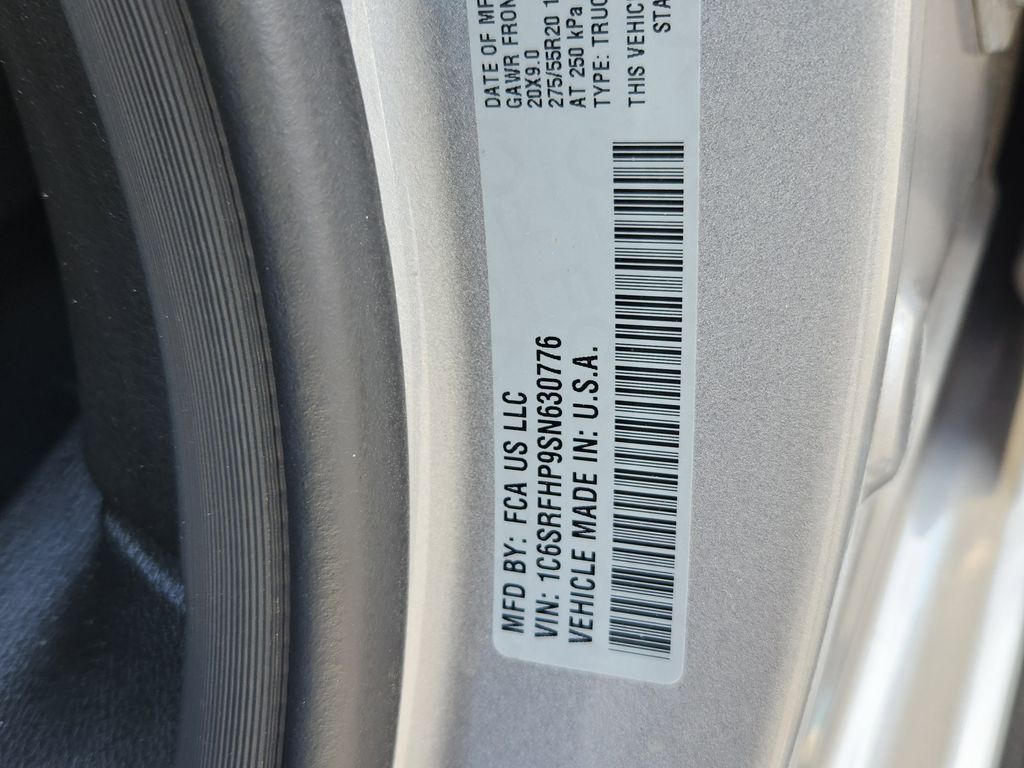 MFD BY: FCA US LLC
VIN: 1C6SRFHP9SN630776
VEHICLE MADE IN: U.S.A.
DATE OF MF
GAWR FRON
20X9.0
275/55R20 1
AT 250 kPa
TYPE: TRUC
THIS VEHIC
STA